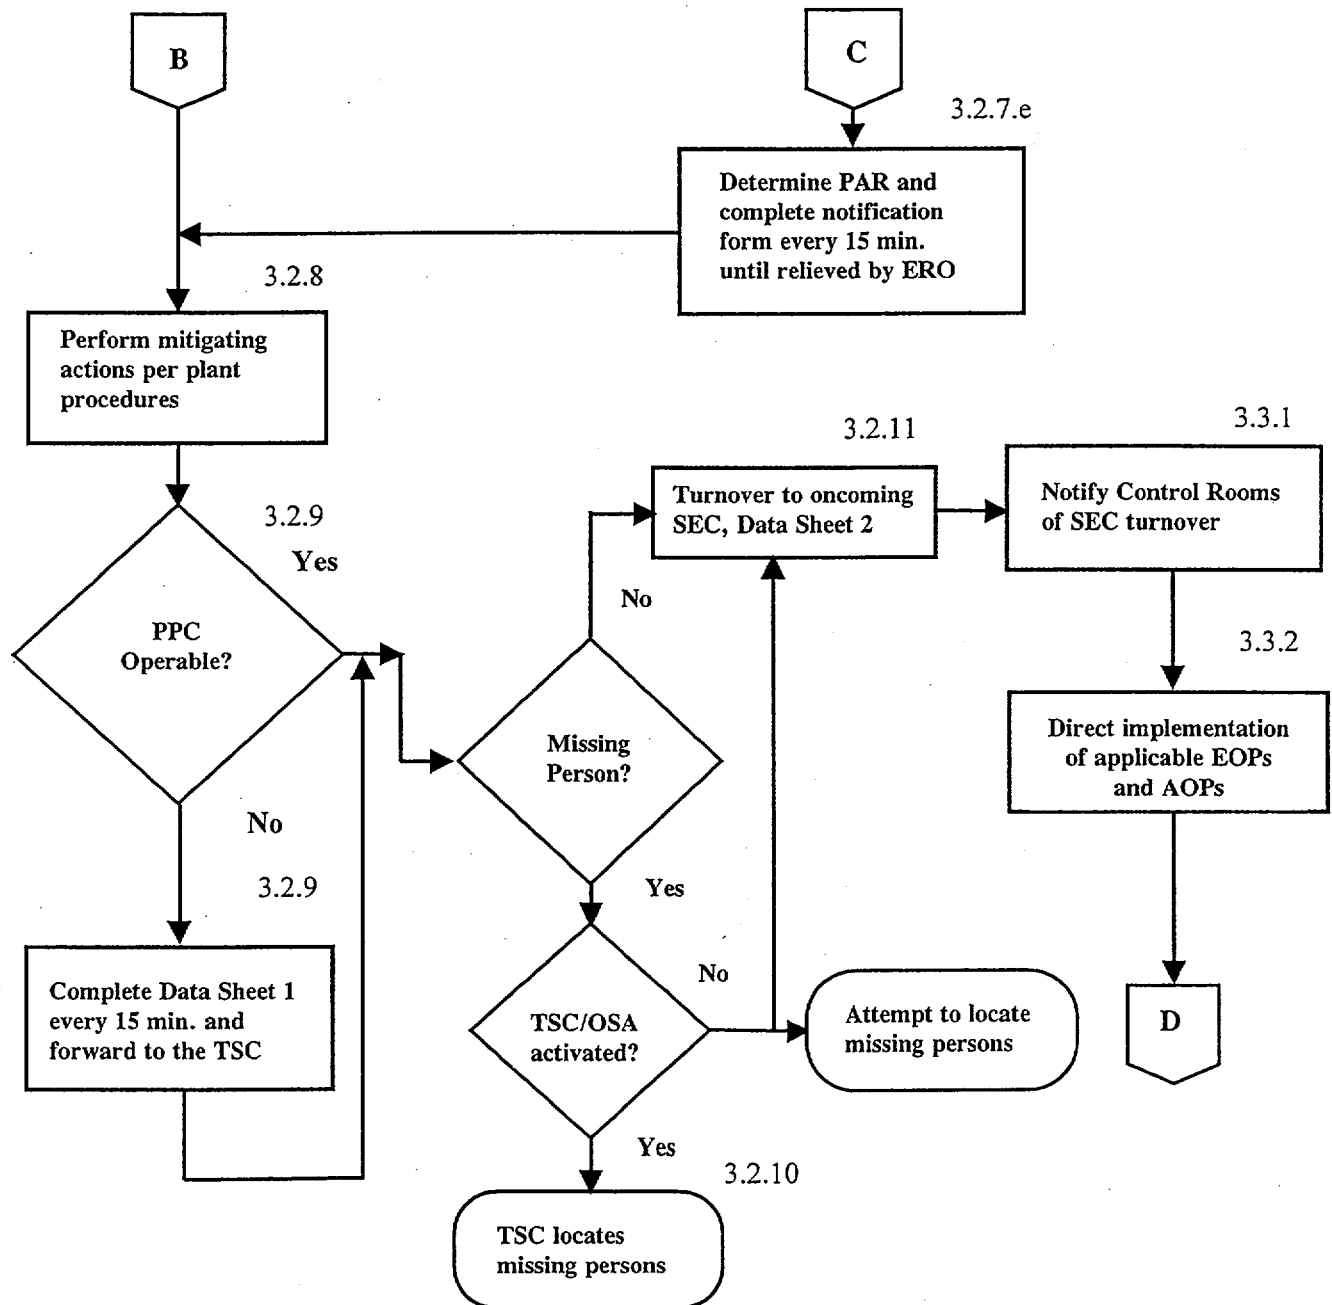 B
C
3.2.7.e
Determine PAR and
complete notification
form every 15 min.
until relieved by ERO
3.2.8
Perform mitigating
actions per plant
procedures
3.2.9
Yes
PPC
Operable?
No
3.2.9
Complete Data Sheet 1
every 15 min. and
forward to the TSC
Missing
Person?
No
Yes
3.2.11
Turnover to oncoming
SEC, Data Sheet 2
3.3.1
Notify Control Rooms
of SEC turnover
3.3.2
Direct implementation
of applicable EOPs
and AOPs
D
TSC/OSA
activated?
No
Attempt to locate
missing persons
Yes
3.2.10
TSC locates
missing persons